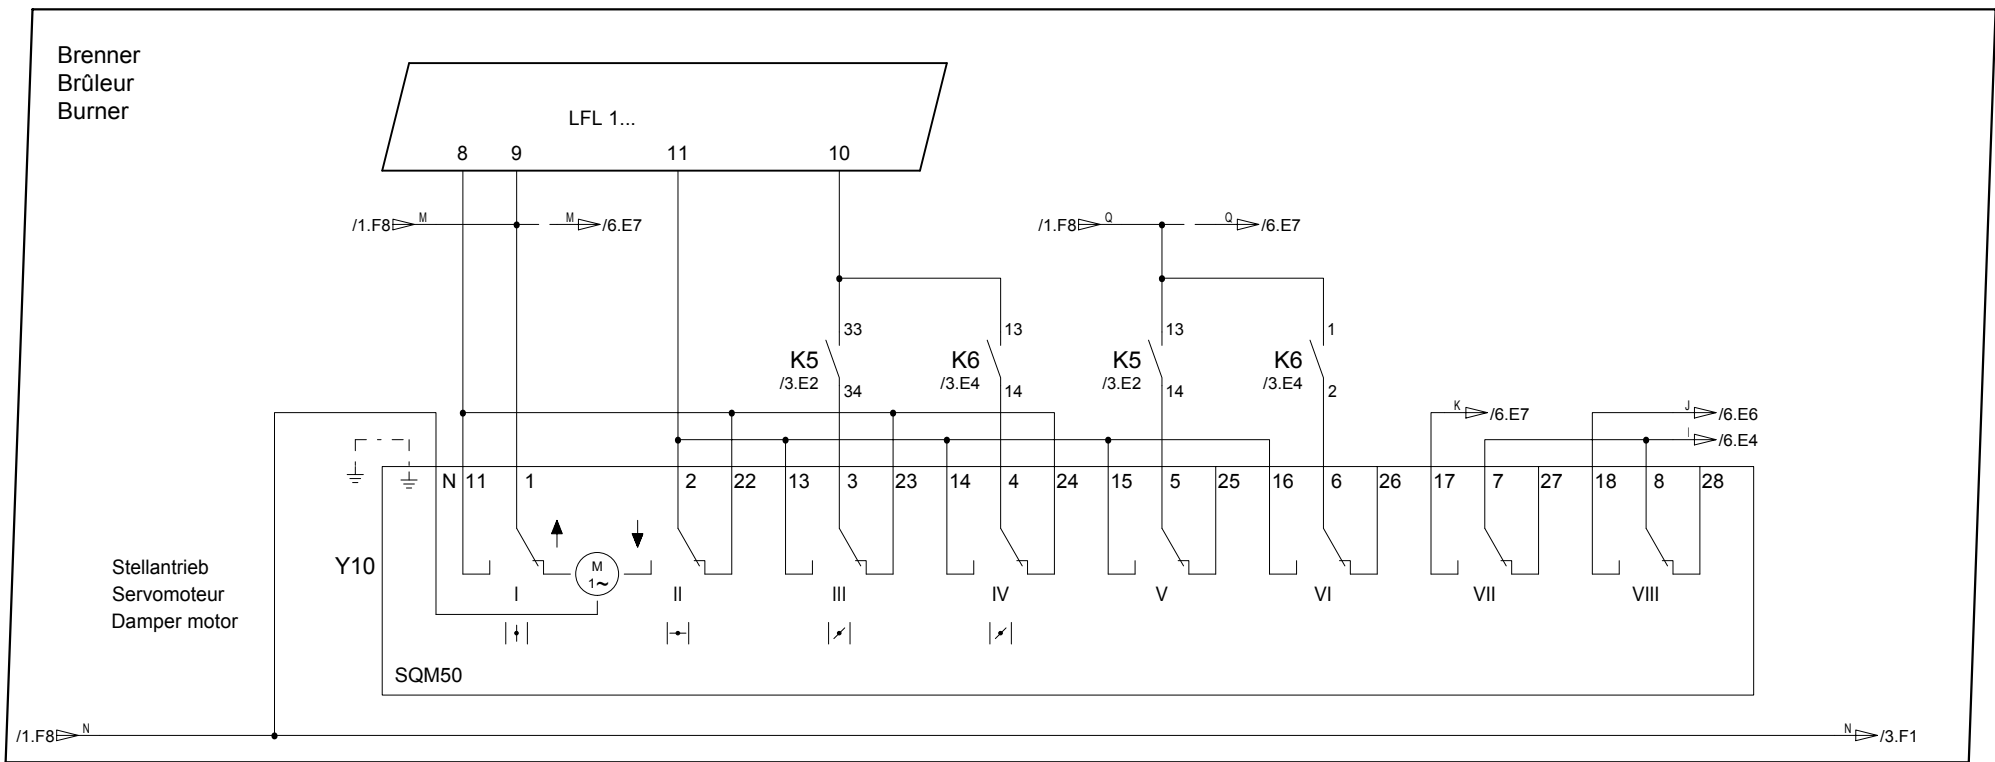 Brenner
Brûleur
Burner
LFL 1...
8 9 11 10
/1.F8 M M /6.E7
/1.F8 Q Q /6.E7
33 13 13 1
K5 K6 K5 K6
/3.E2 /3.E4 /3.E2 /3.E4
34 14 14 2
K /6.E7
J /6.E6
I /6.E4
N 11 1 2 22 13 3 23 14 4 24 15 5 25 16 6 26 17 7 27 18 8 28
Y10
M
1~
Stellantrieb
Servomoteur
Damper motor
I II III IV V VI VII VIII
SQM50
/1.F8 N N /3.F1